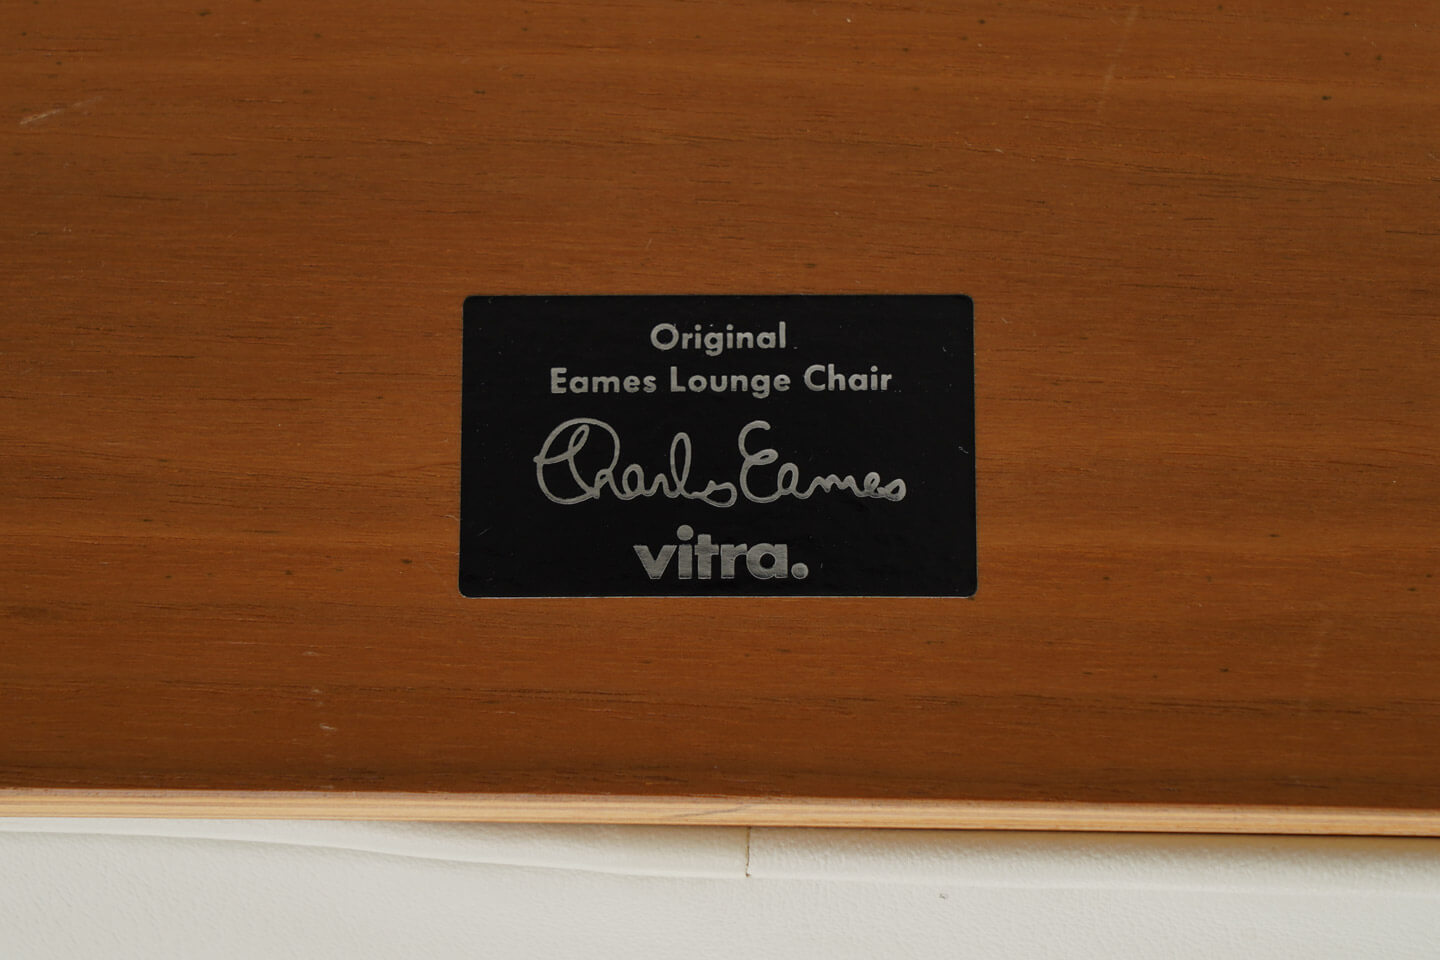 Original
Eames Lounge Chair
Charles Eames
vitra.